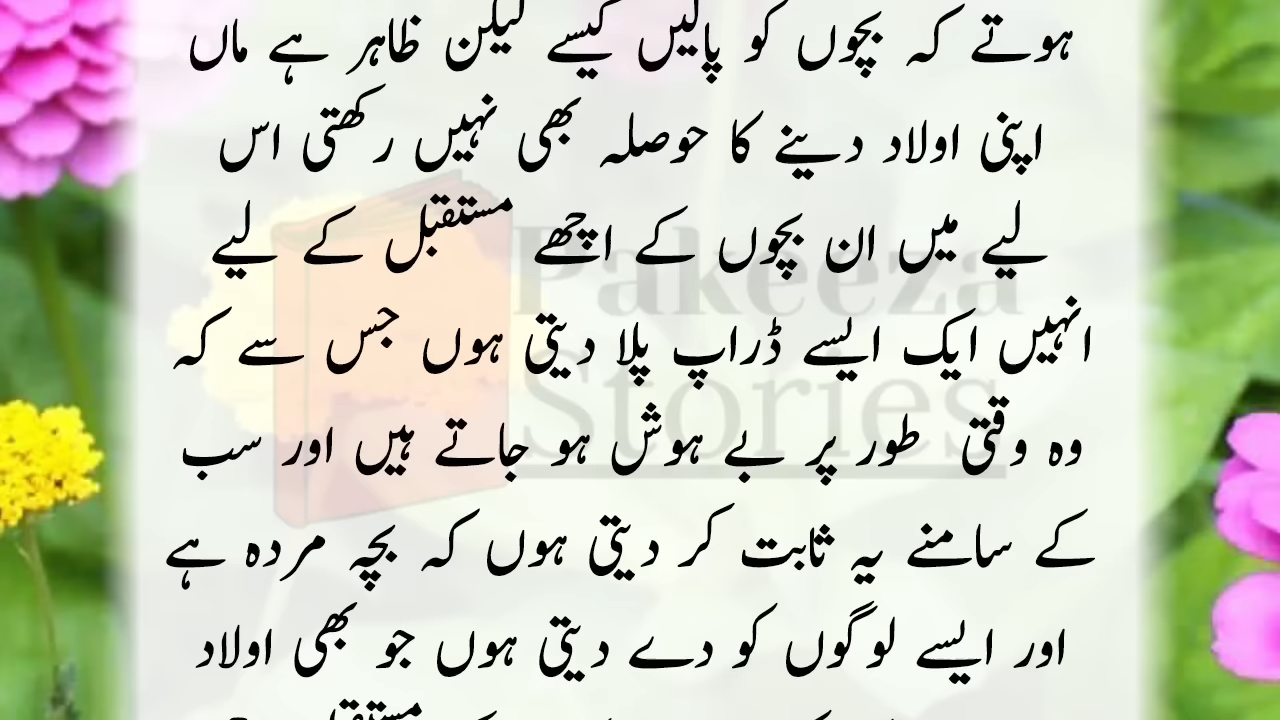 ہوتے کہ بچوں کو پالیں کیسے لیکن ظاہر ہے ماں
اپنی اولاد دینے کا حوصلہ بھی نہیں رکھتی اس
لیے میں ان بچوں کے اچھے مستقبل کے لیے
انہیں ایک ایسے ڈراپ پلا دیتی ہوں جس سے کہ
وہ وقتی طور پر بے ہوش ہو جاتے ہیں اور سب
کے سامنے یہ ثابت کر دیتی ہوں کہ بچہ مردہ ہے
اور ایسے لوگوں کو دے دیتی ہوں جو بھی اولاد
Pakeeza
Stories